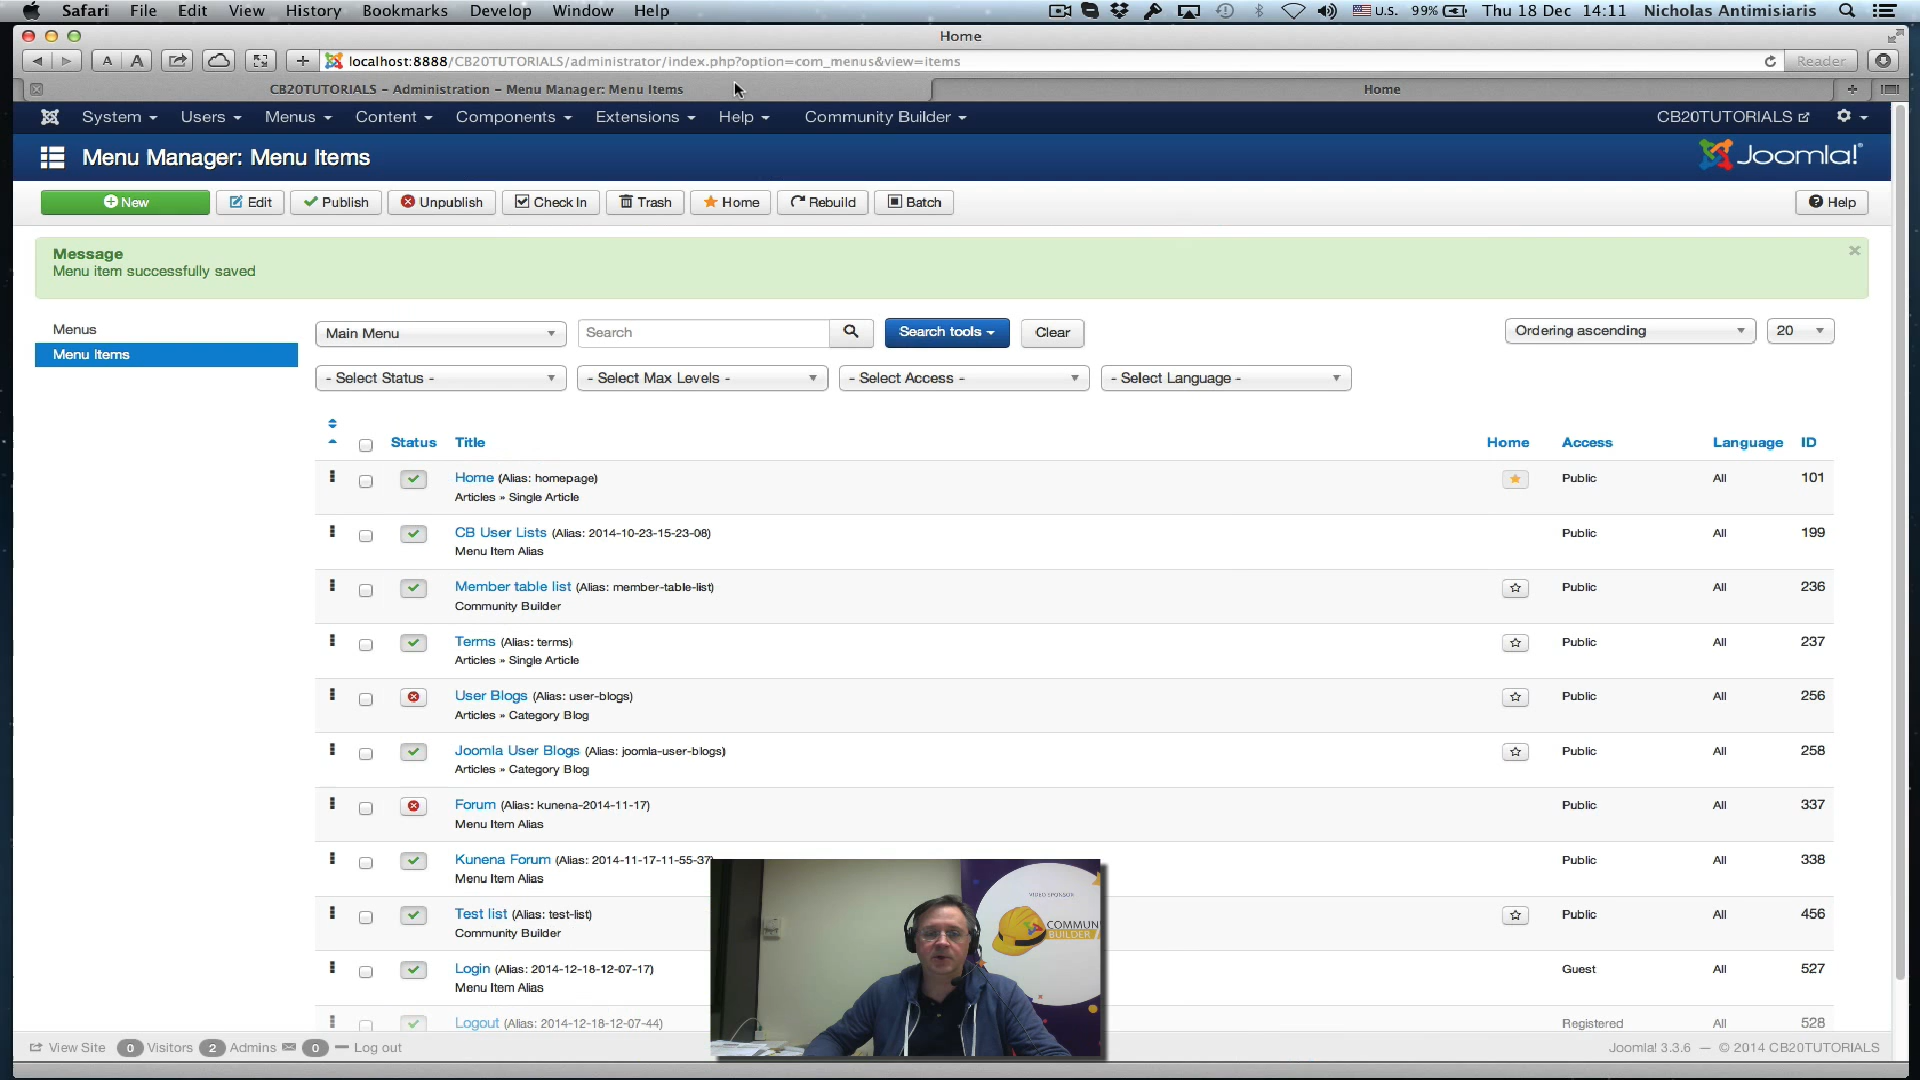 Safari File Edit View History Bookmarks Develop Window Help U.S. 99% Thu 18 Dec 14:11 Nicholas Antimisiaris
Home
A A localhost:8888/CB20TUTORIALS/administrator/index.php?option=com_menus&view=items Reader
CB20TUTORIALS - Administration - Menu Manager: Menu Items Home
System Users Menus Content Components Extensions Help Community Builder CB20TUTORIALS
Menu Manager: Menu Items Joomla!
New Edit Publish Unpublish Check In Trash Home Rebuild Batch Help
Message
Menu item successfully saved
Menus
Menu Items
Main Menu Search Search tools Clear Ordering ascending 20
- Select Status - - Select Max Levels - - Select Access - - Select Language -
Status Title Home Access Language ID
Home (Alias: homepage) Public All 101
Articles » Single Article
CB User Lists (Alias: 2014-10-23-15-23-08) Public All 199
Menu Item Alias
Member table list (Alias: member-table-list) Public All 236
Community Builder
Terms (Alias: terms) Public All 237
Articles » Single Article
User Blogs (Alias: user-blogs) Public All 256
Articles » Category Blog
Joomla User Blogs (Alias: joomla-user-blogs) Public All 258
Articles » Category Blog
Forum (Alias: kunena-2014-11-17) Public All 337
Menu Item Alias
Kunena Forum (Alias: 2014-11-17-11-55-37) Public All 338
Menu Item Alias
Test list (Alias: test-list) Public All 456
Community Builder
Login (Alias: 2014-12-18-12-07-17) Guest All 527
Menu Item Alias
Logout (Alias: 2014-12-18-12-07-44) Registered All 528
VIDEO SPONSOR
COMMUN
BUILDER
View Site 0 Visitors 2 Admins 0 Log out Joomla! 3.3.6 — © 2014 CB20TUTORIALS